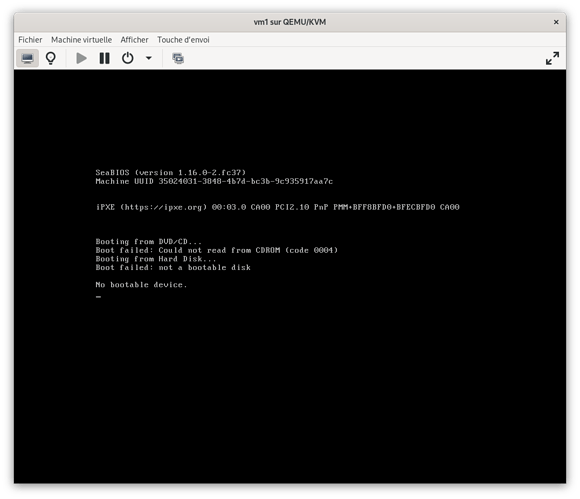 vm1 sur QEMU/KVM
Fichier Machine virtuelle Afficher Touche d'envoi
SeaBIOS (version 1.16.0-2.fc37)
Machine UUID 35024031-3848-4b7d-bc3b-9c935917aa7c
iPXE (https://ipxe.org) 00:03.0 CA00 PCI2.10 PnP PMM+BFF8BFD0+BFECBFD0 CA00
Booting from DVD/CD...
Boot failed: Could not read from CDROM (code 0004)
Booting from Hard Disk...
Boot failed: not a bootable disk
No bootable device.